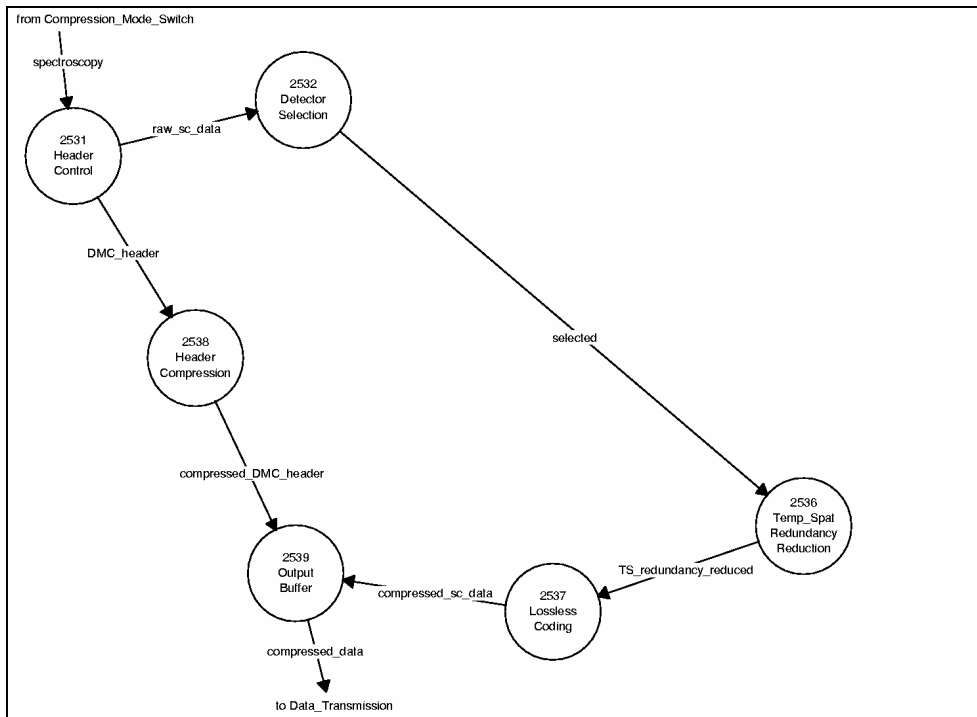 from Compression_Mode_Switch
spectroscopy
2531
Header
Control
raw_sc_data
2532
Detector
Selection
DMC_header
selected
2538
Header
Compression
compressed_DMC_header
2536
Temp_Spat
Redundancy
Reduction
TS_redundancy_reduced
2537
Lossless
Coding
compressed_sc_data
2539
Output
Buffer
compressed_data
to Data_Transmission